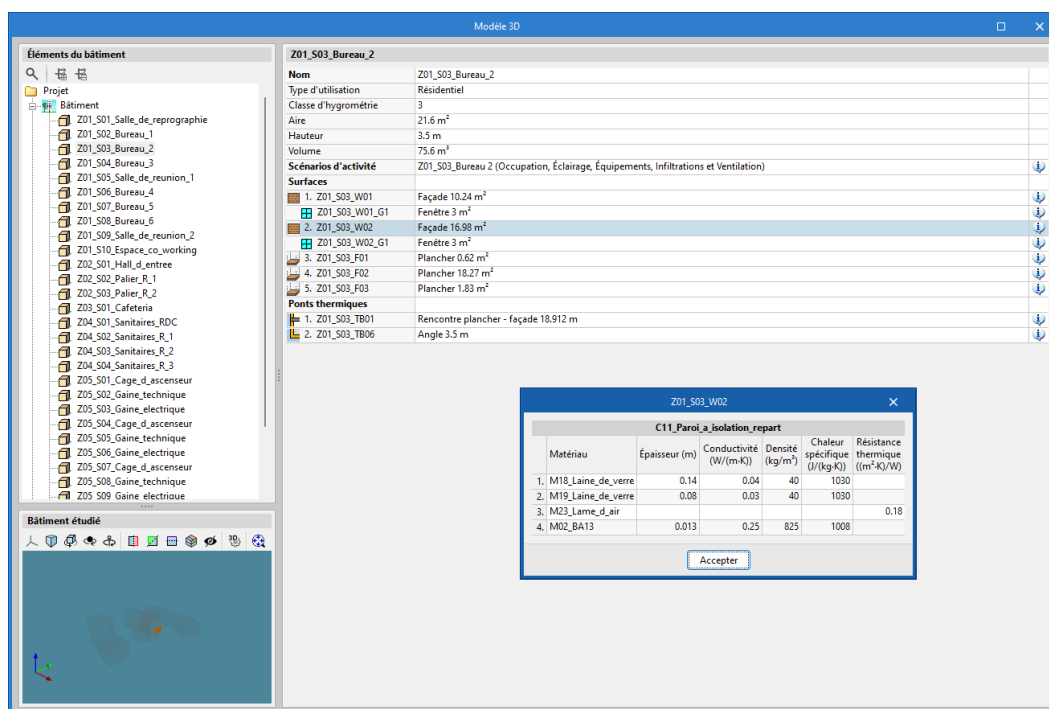 Modèle 3D
Éléments du bâtiment
Projet
Bâtiment
Z01_S01_Salle_de_reprographie
Z01_S02_Bureau_1
Z01_S03_Bureau_2
Z01_S04_Bureau_3
Z01_S05_Salle_de_reunion_1
Z01_S06_Bureau_4
Z01_S07_Bureau_5
Z01_S08_Bureau_6
Z01_S09_Salle_de_reunion_2
Z01_S10_Espace_co_working
Z02_S01_Hall_d_entree
Z02_S02_Palier_R_1
Z02_S03_Palier_R_2
Z03_S01_Cafeteria
Z04_S01_Sanitaires_RDC
Z04_S02_Sanitaires_R_1
Z04_S03_Sanitaires_R_2
Z04_S04_Sanitaires_R_3
Z05_S01_Cage_d_ascenseur
Z05_S02_Gaine_technique
Z05_S03_Gaine_electrique
Z05_S04_Cage_d_ascenseur
Z05_S05_Gaine_technique
Z05_S06_Gaine_electrique
Z05_S07_Cage_d_ascenseur
Z05_S08_Gaine_technique
Z05_S09_Gaine_electrique
Bâtiment étudié
3D
Z01_S03_Bureau_2
Nom Z01_S03_Bureau_2
Type d'utilisation Résidentiel
Classe d'hygrométrie 3
Aire 21.6 m²
Hauteur 3.5 m
Volume 75.6 m³
Scénarios d'activité Z01_S03_Bureau 2 (Occupation, Éclairage, Équipements, Infiltrations et Ventilation)
Surfaces
1. Z01_S03_W01 Façade 10.24 m²
Z01_S03_W01_G1 Fenêtre 3 m²
2. Z01_S03_W02 Façade 16.98 m²
Z01_S03_W02_G1 Fenêtre 3 m²
3. Z01_S03_F01 Plancher 0.62 m²
4. Z01_S03_F02 Plancher 18.27 m²
5. Z01_S03_F03 Plancher 1.83 m²
Ponts thermiques
1. Z01_S03_TB01 Rencontre plancher - façade 18.912 m
2. Z01_S03_TB06 Angle 3.5 m
Z01_S03_W02
C11_Paroi_a_isolation_repart
Matériau Épaisseur (m) Conductivité (W/(m·K)) Densité (kg/m³) Chaleur spécifique (J/(kg·K)) Résistance thermique ((m²·K)/W)
1. M18_Laine_de_verre 0.14 0.04 40 1030
2. M19_Laine_de_verre 0.08 0.03 40 1030
3. M23_Lame_d_air 0.18
4. M02_BA13 0.013 0.25 825 1008
Accepter